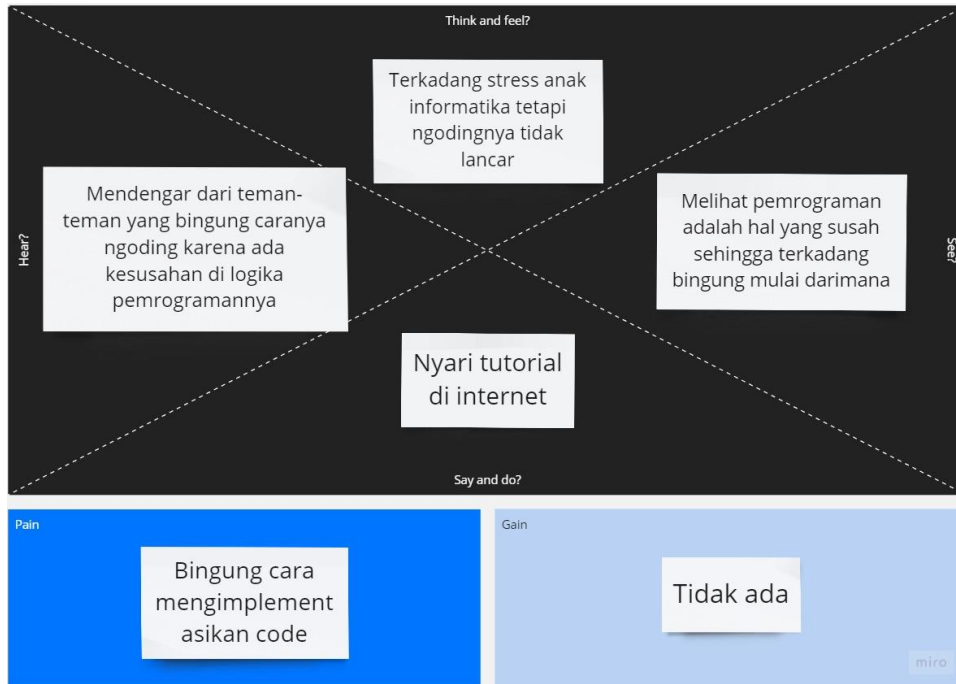 Think and feel?
Terkadang stress anak
informatika tetapi
ngodingnya tidak
lancar
Hear?
Mendengar dari teman-
teman yang bingung caranya
ngoding karena ada
kesusahan di logika
pemrogramannya
Melihat pemrograman
adalah hal yang susah
sehingga terkadang
bingung mulai darimana
See?
Nyari tutorial
di internet
Say and do?
Pain
Bingung cara
mengimplement
asikan code
Gain
Tidak ada
miro